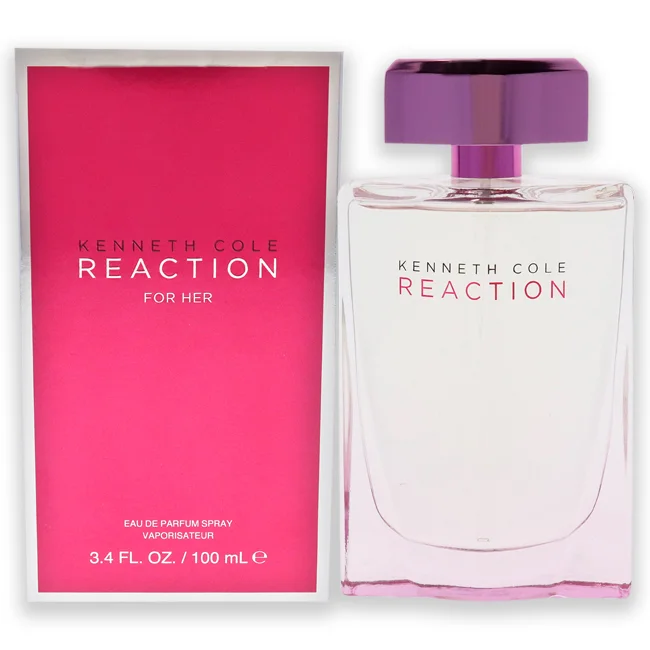 KENNETH COLE
REACTION
FOR HER
EAU DE PARFUM SPRAY
VAPORISATEUR
3.4 FL. OZ. / 100 mL ℮
KENNETH COLE
REACTION